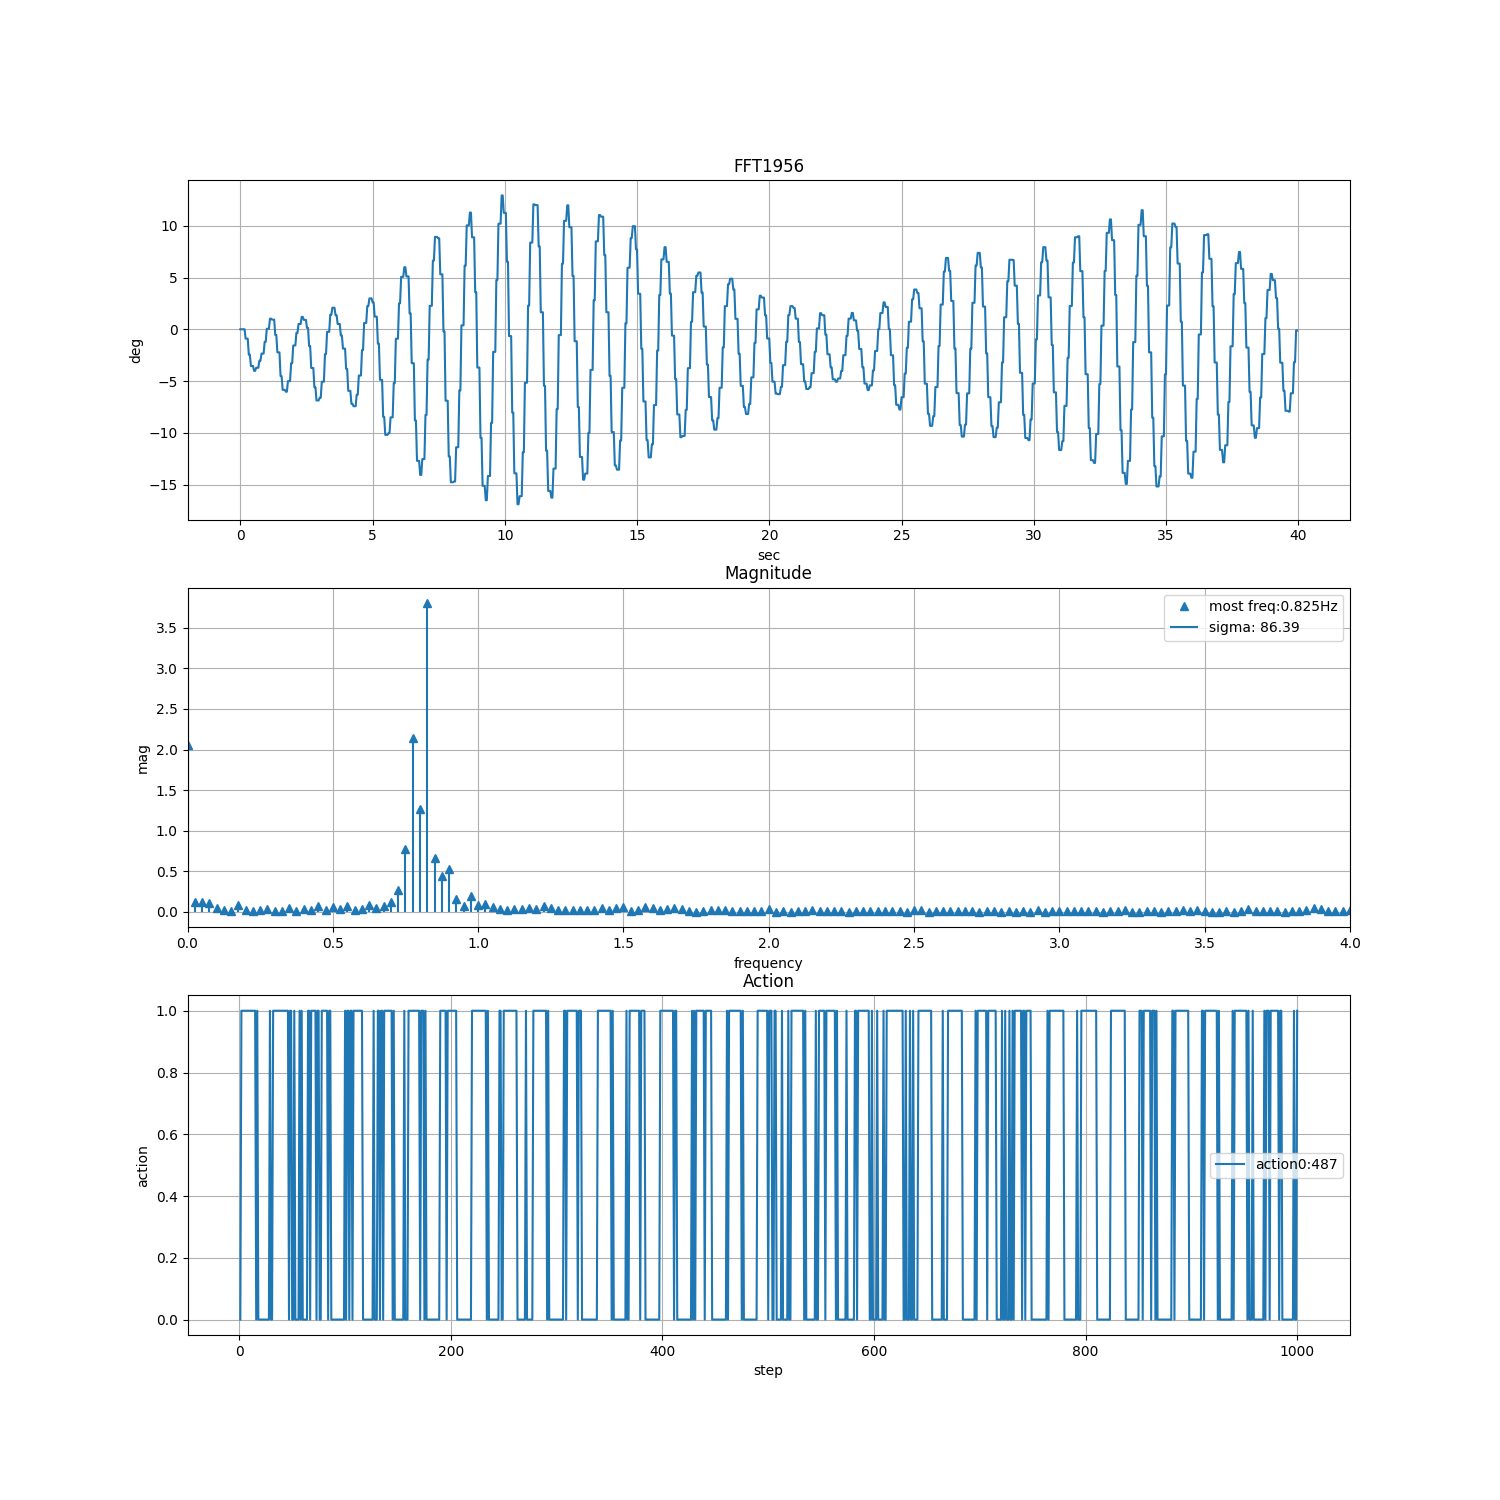 FFT1956
10
5
0
−5
−10
−15
deg
0 5 10 15 20 25 30 35 40
sec
Magnitude
3.5
3.0
2.5
2.0
1.5
1.0
0.5
0.0
mag
most freq:0.825Hz
sigma: 86.39
0.0 0.5 1.0 1.5 2.0 2.5 3.0 3.5 4.0
frequency
Action
1.0
0.8
0.6
0.4
0.2
0.0
action
action0:487
0 200 400 600 800 1000
step